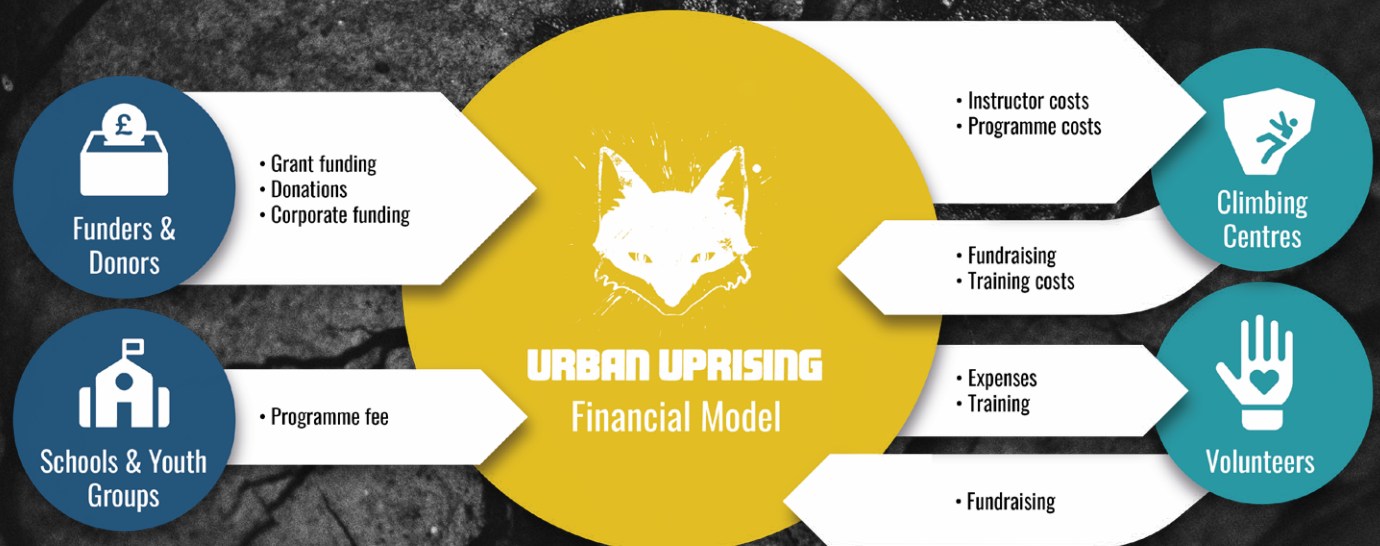 £
Funders &
Donors
• Grant funding
• Donations
• Corporate funding
Schools & Youth
Groups
• Programme fee
URBAN UPRISING
Financial Model
• Instructor costs
• Programme costs
Climbing
Centres
• Fundraising
• Training costs
• Expenses
• Training
Volunteers
• Fundraising